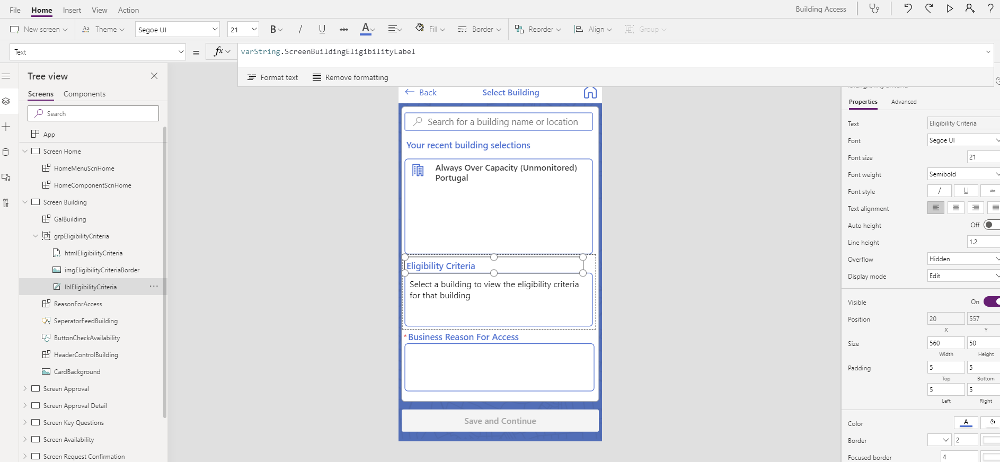 File Home Insert View Action Building Access ?
New screen Theme Segoe UI 21 B / U abc A Fill Border Reorder Align Group
Text = fx varString.ScreenBuildingEligibilityLabel
Format text Remove formatting
Tree view
Screens Components
Search
App
Screen Home
HomeMenuScnHome
HomeComponentScnHome
Screen Building
GalBuilding
grpEligibilityCriteria
htmlEligibilityCriteria
imgEligibilityCriteriaBorder
lblEligibilityCriteria ...
ReasonForAccess
SeperatorFeedBuilding
ButtonCheckAvailability
HeaderControlBuilding
CardBackground
Screen Approval
Screen Approval Detail
Screen Key Questions
Screen Availability
Screen Request Confirmation
Back Select Building
Search for a building name or location
Your recent building selections
Always Over Capacity (Unmonitored)
Portugal
Eligibility Criteria
Select a building to view the eligibility criteria
for that building
*Business Reason For Access
Save and Continue
Properties Advanced
Text Eligibility Criteria
Font Segoe UI
Font size 21
Font weight Semibold
Font style / U abc
Text alignment
Auto height Off
Line height 1.2
Overflow Hidden
Display mode Edit
Visible On
Position 20 557
X Y
Size 560 50
Width Height
Padding 5 5
Top Bottom
5 5
Left Right
Color A
Border 2
Focused border 4